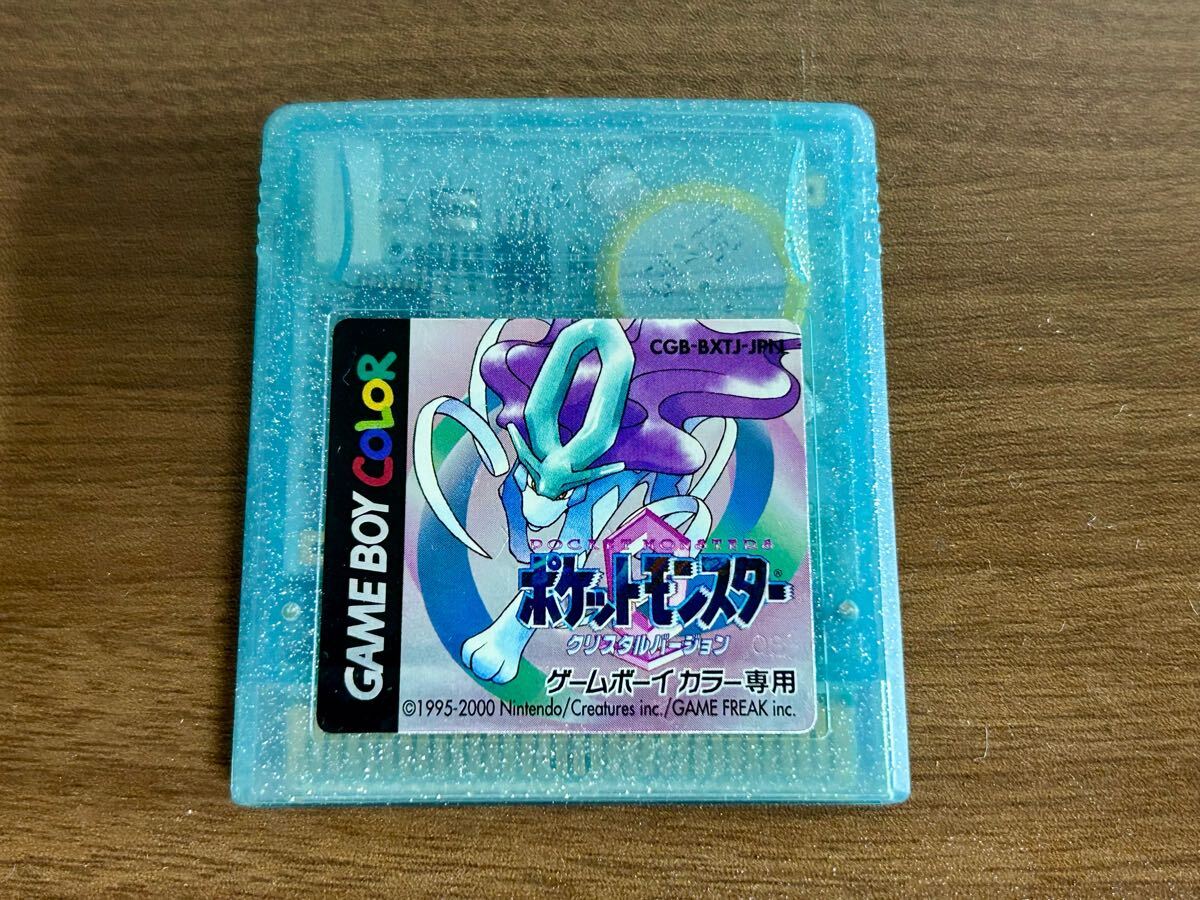 GAME BOY COLOR
CGB-BXTJ-JPN
POCKET MONSTERS
ポケットモンスター®
クリスタルバージョン
ゲームボーイカラー専用
©1995-2000 Nintendo/Creatures inc./GAME FREAK inc.